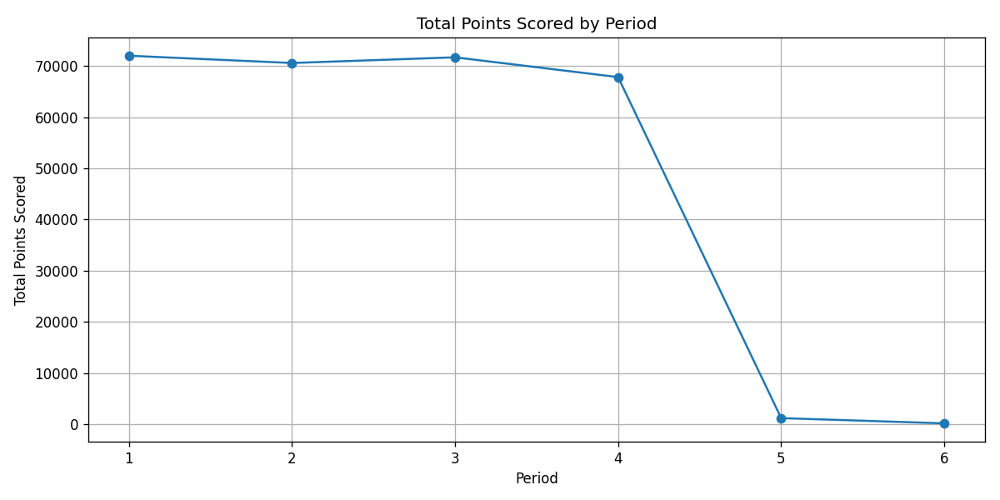 Total Points Scored by Period
Total Points Scored
70000
60000
50000
40000
30000
20000
10000
0
1 2 3 4 5 6
Period